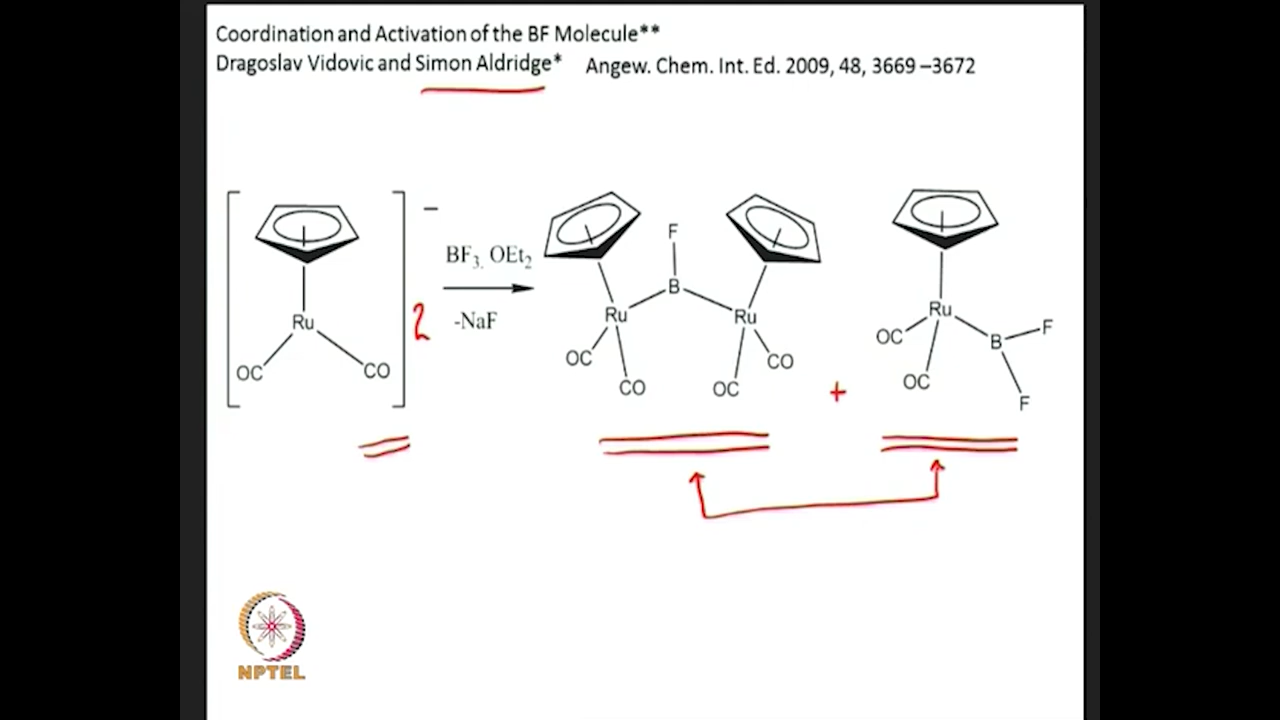 Coordination and Activation of the BF Molecule**
Dragoslav Vidovic and Simon Aldridge* Angew. Chem. Int. Ed. 2009, 48, 3669 –3672
Ru
OC
CO
–
2
BF3. OEt2
-NaF
F
B
Ru
Ru
OC
CO
OC
CO
+
Ru
OC
OC
B
F
F
NPTEL